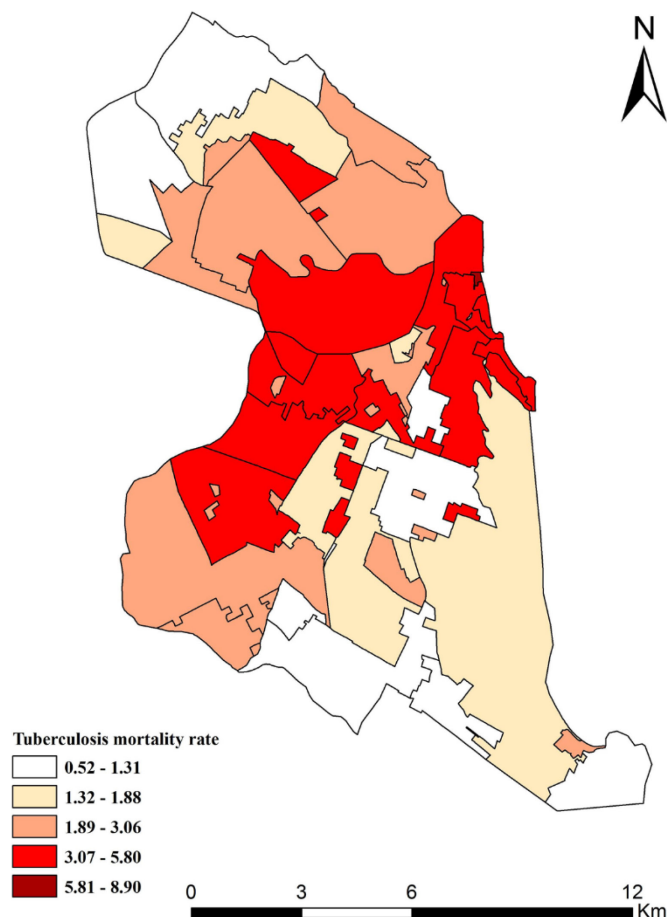 N
Tuberculosis mortality rate
0.52 - 1.31
1.32 - 1.88
1.89 - 3.06
3.07 - 5.80
5.81 - 8.90
0 3 6 12
Km